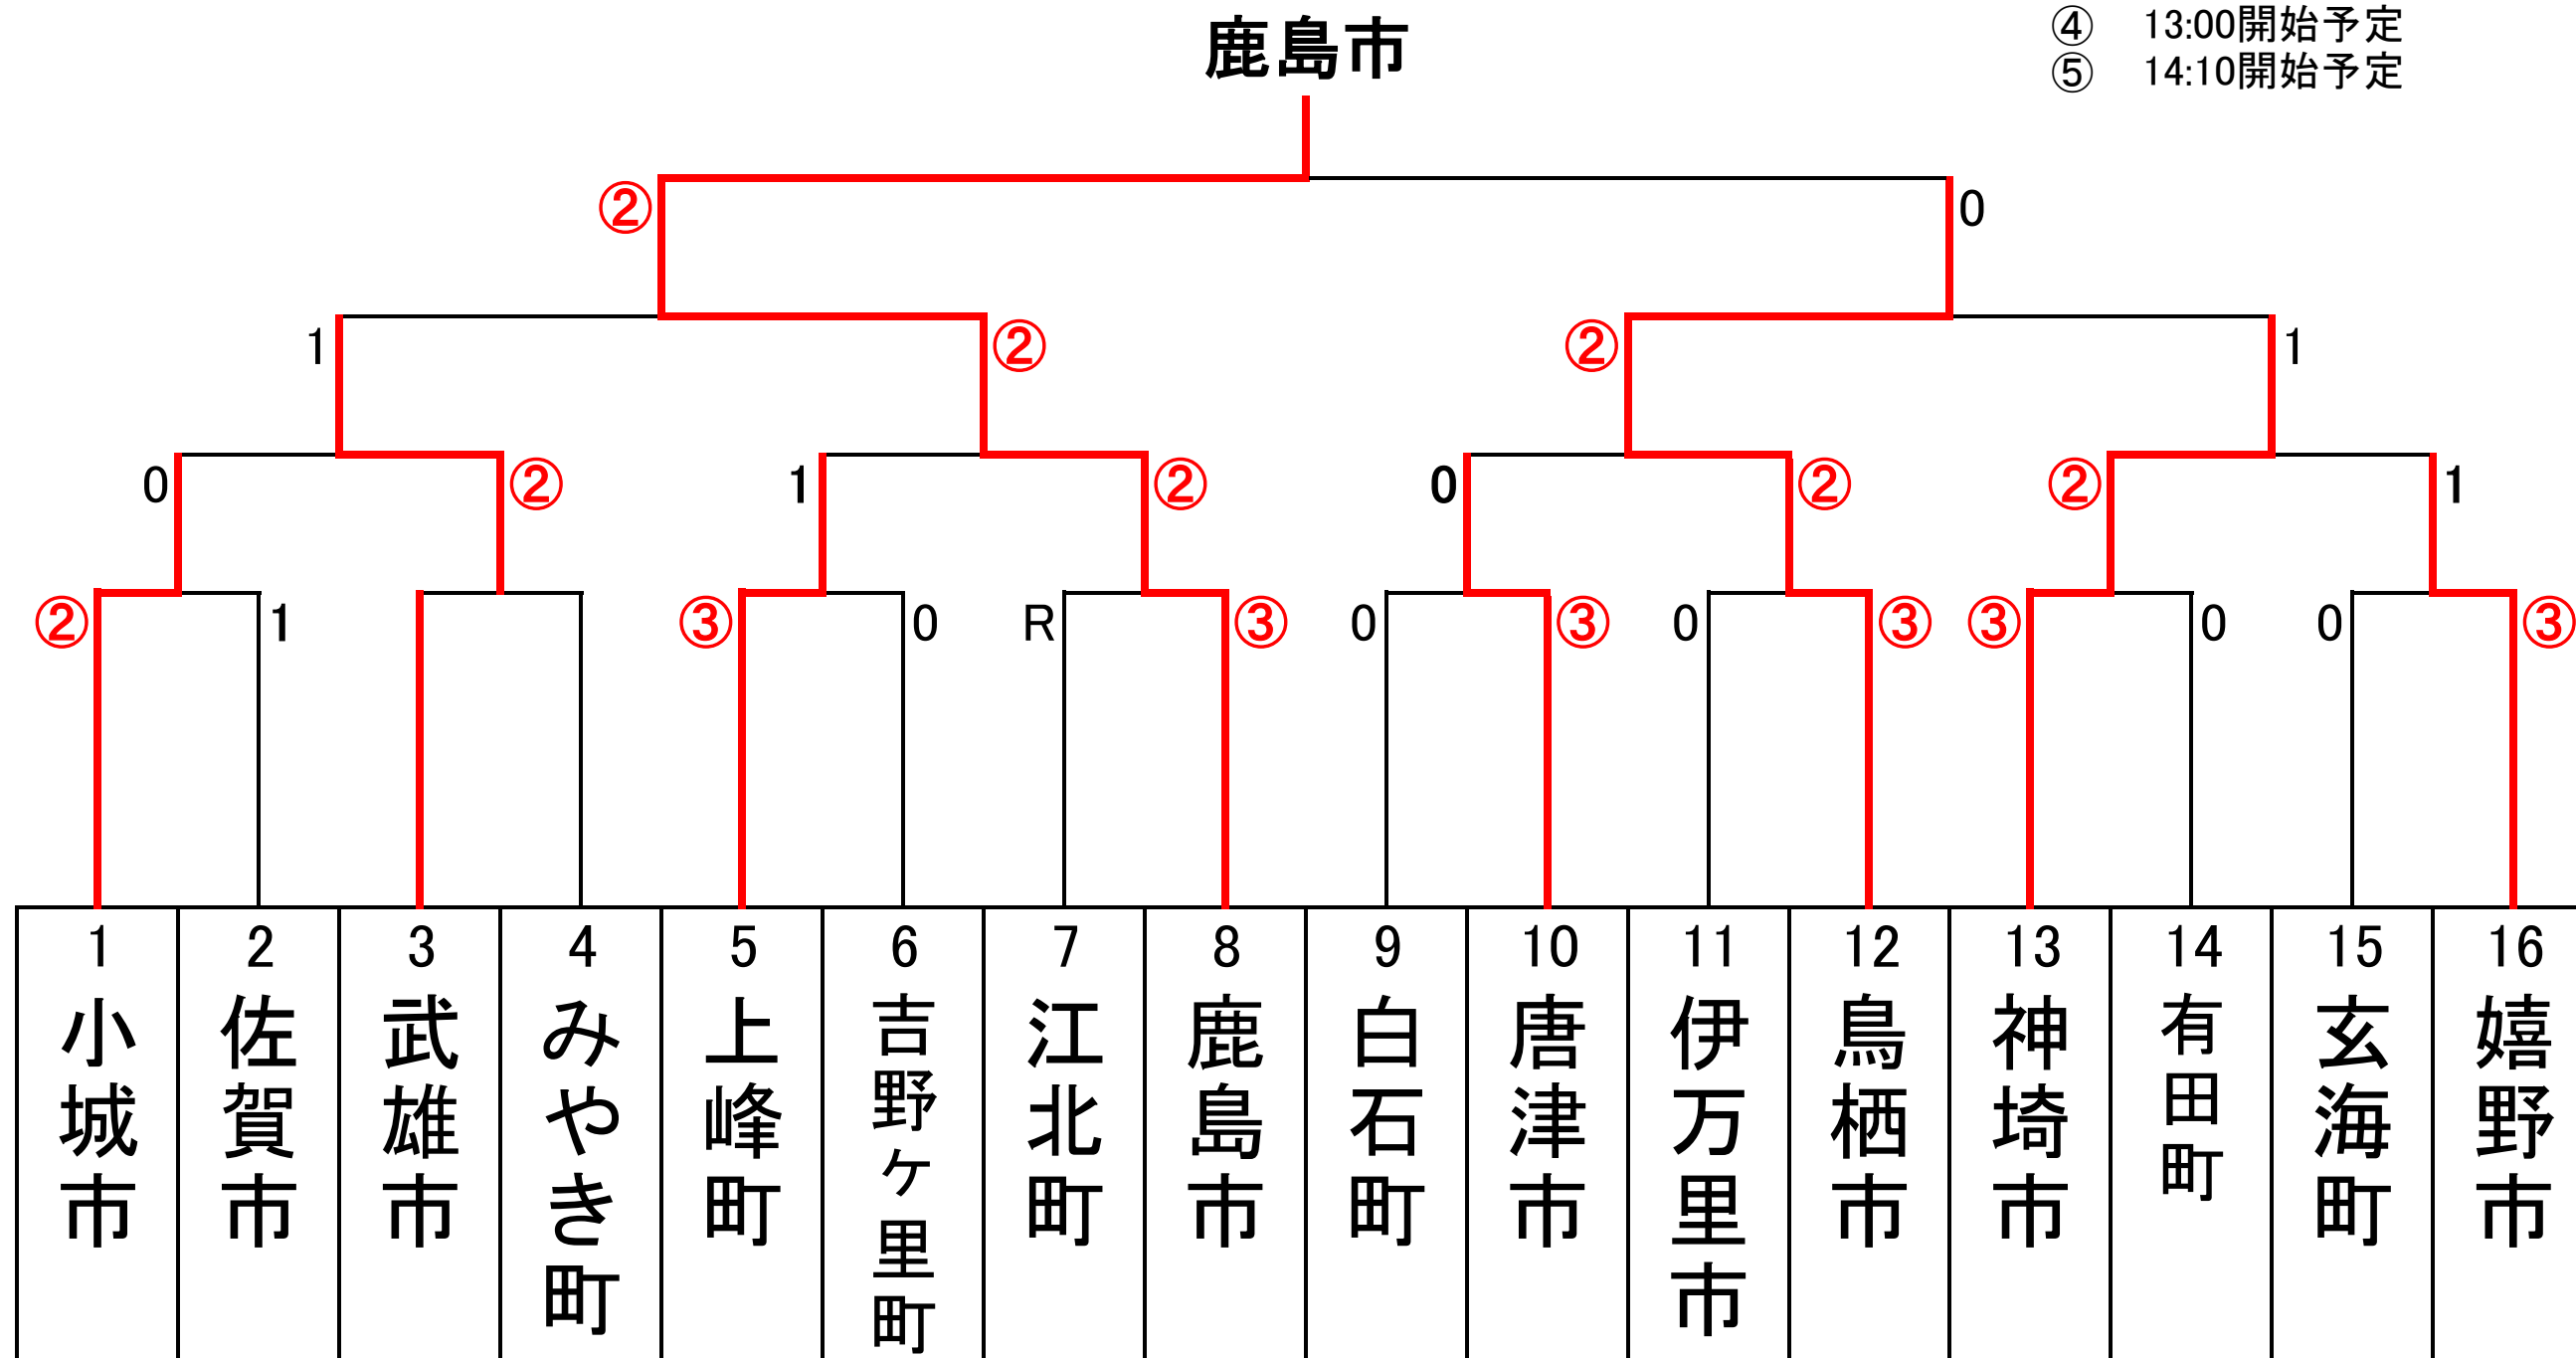 鹿島市
④ 13:00開始予定
⑤ 14:10開始予定
② 0
1 ② ② 1
0 ② 1 ② 0 ② ② 1
② 1 ③ 0 R ③ 0 ③ 0 ③ ③ 0 0 ③
1 2 3 4 5 6 7 8 9 10 11 12 13 14 15 16
小城市
佐賀市
武雄市
みやき町
上峰町
吉野ヶ里町
江北町
鹿島市
白石町
唐津市
伊万里市
鳥栖市
神埼市
有田町
玄海町
嬉野市